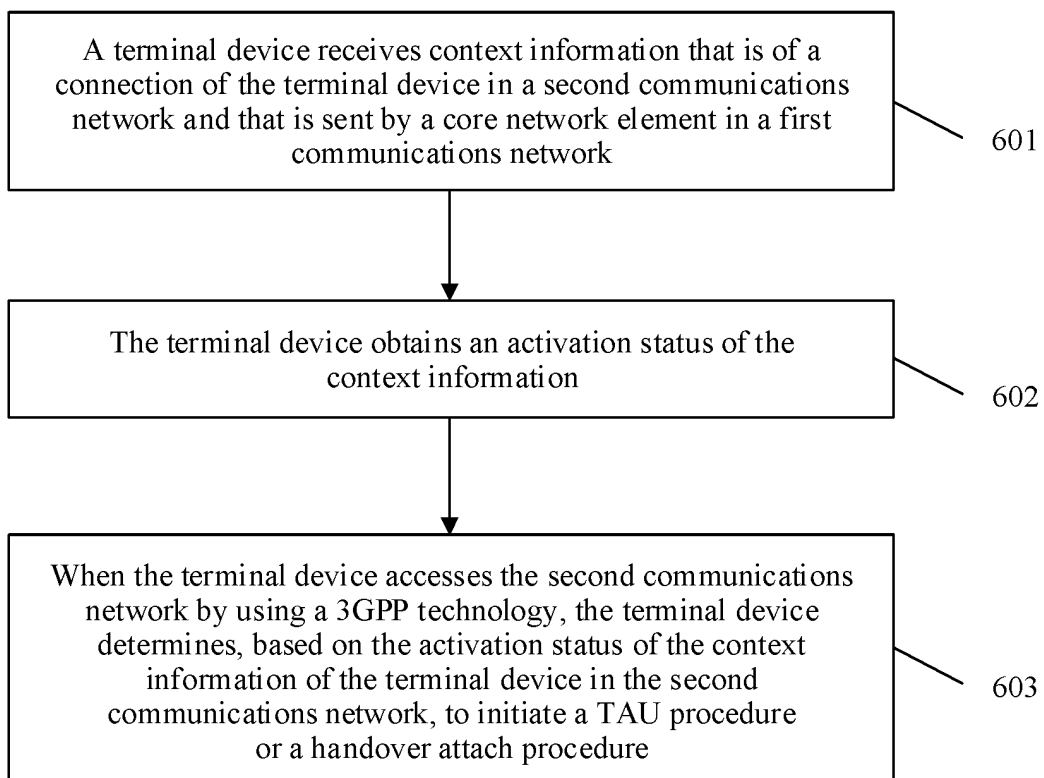 A terminal device receives context information that is of a
connection of the terminal device in a second communications
network and that is sent by a core network element in a first
communications network
601
The terminal device obtains an activation status of the
context information
602
When the terminal device accesses the second communications
network by using a 3GPP technology, the terminal device
determines, based on the activation status of the context
information of the terminal device in the second
communications network, to initiate a TAU procedure
or a handover attach procedure
603